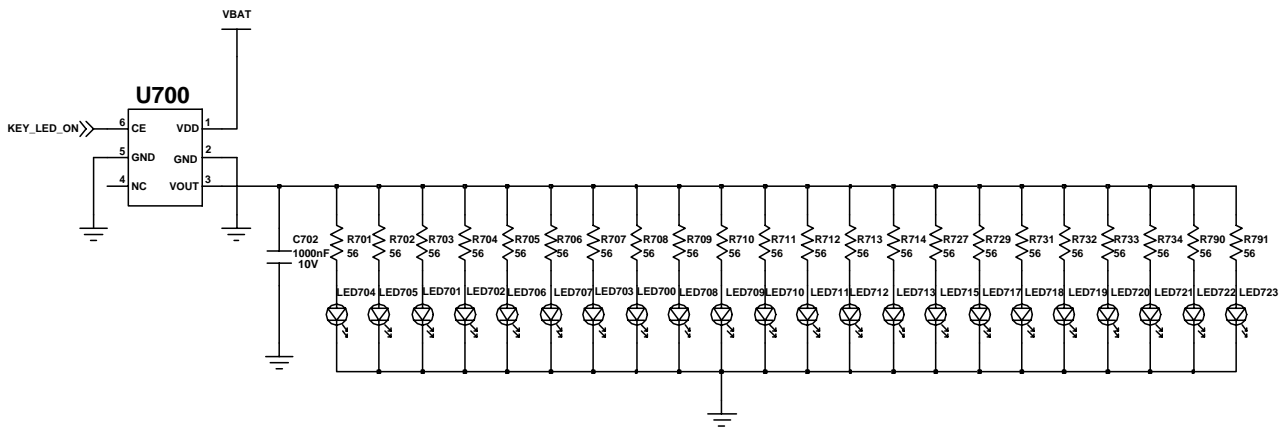 VBAT
U700
KEY_LED_ON
6 CE VDD 1
5 GND GND 2
4 NC VOUT 3
C702 R701 R702 R703 R704 R705 R706 R707 R708 R709 R710 R711 R712 R713 R714 R727 R729 R731 R732 R733 R734 R790 R791
1000nF 56 56 56 56 56 56 56 56 56 56 56 56 56 56 56 56 56 56 56 56 56 56
10V
LED704 LED705 LED701 LED702 LED706 LED707 LED703 LED700 LED708 LED709 LED710 LED711 LED712 LED713 LED715 LED717 LED718 LED719 LED720 LED721 LED722 LED723